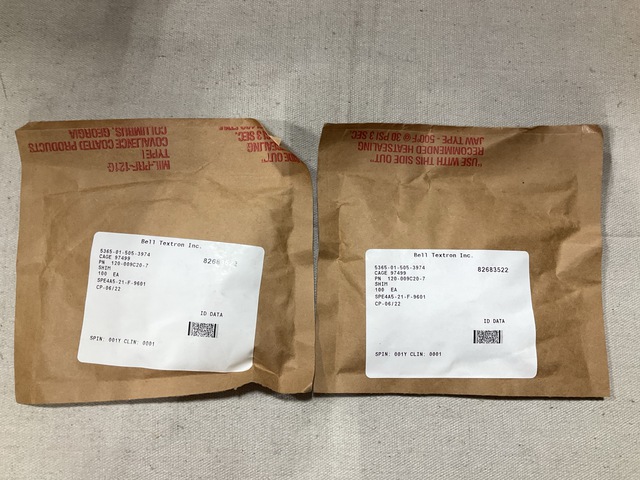 MIL-PRF-121G
TYPE I
COVALENCE COATED PRODUCTS
COLUMBUS, GEORGIA
Bell Textron Inc.
5365-01-505-3974
CAGE 97499
PN 120-009C20-7
SHIM
100 EA
SPE4A5-21-F-9601
CP-06/22
ID DATA
SPIN: 001Y CLIN: 0001
"USE WITH THIS SIDE OUT"
RECOMMENDED HEATSEALING
JAW TYPE - 500 F @ 30 PSI 3 SEC.
Bell Textron Inc.
5365-01-505-3974
82683522
CAGE 97499
PN 120-009C20-7
SHIM
100 EA
SPE4A5-21-F-9601
CP-06/22
ID DATA
SPIN: 001Y CLIN: 0001